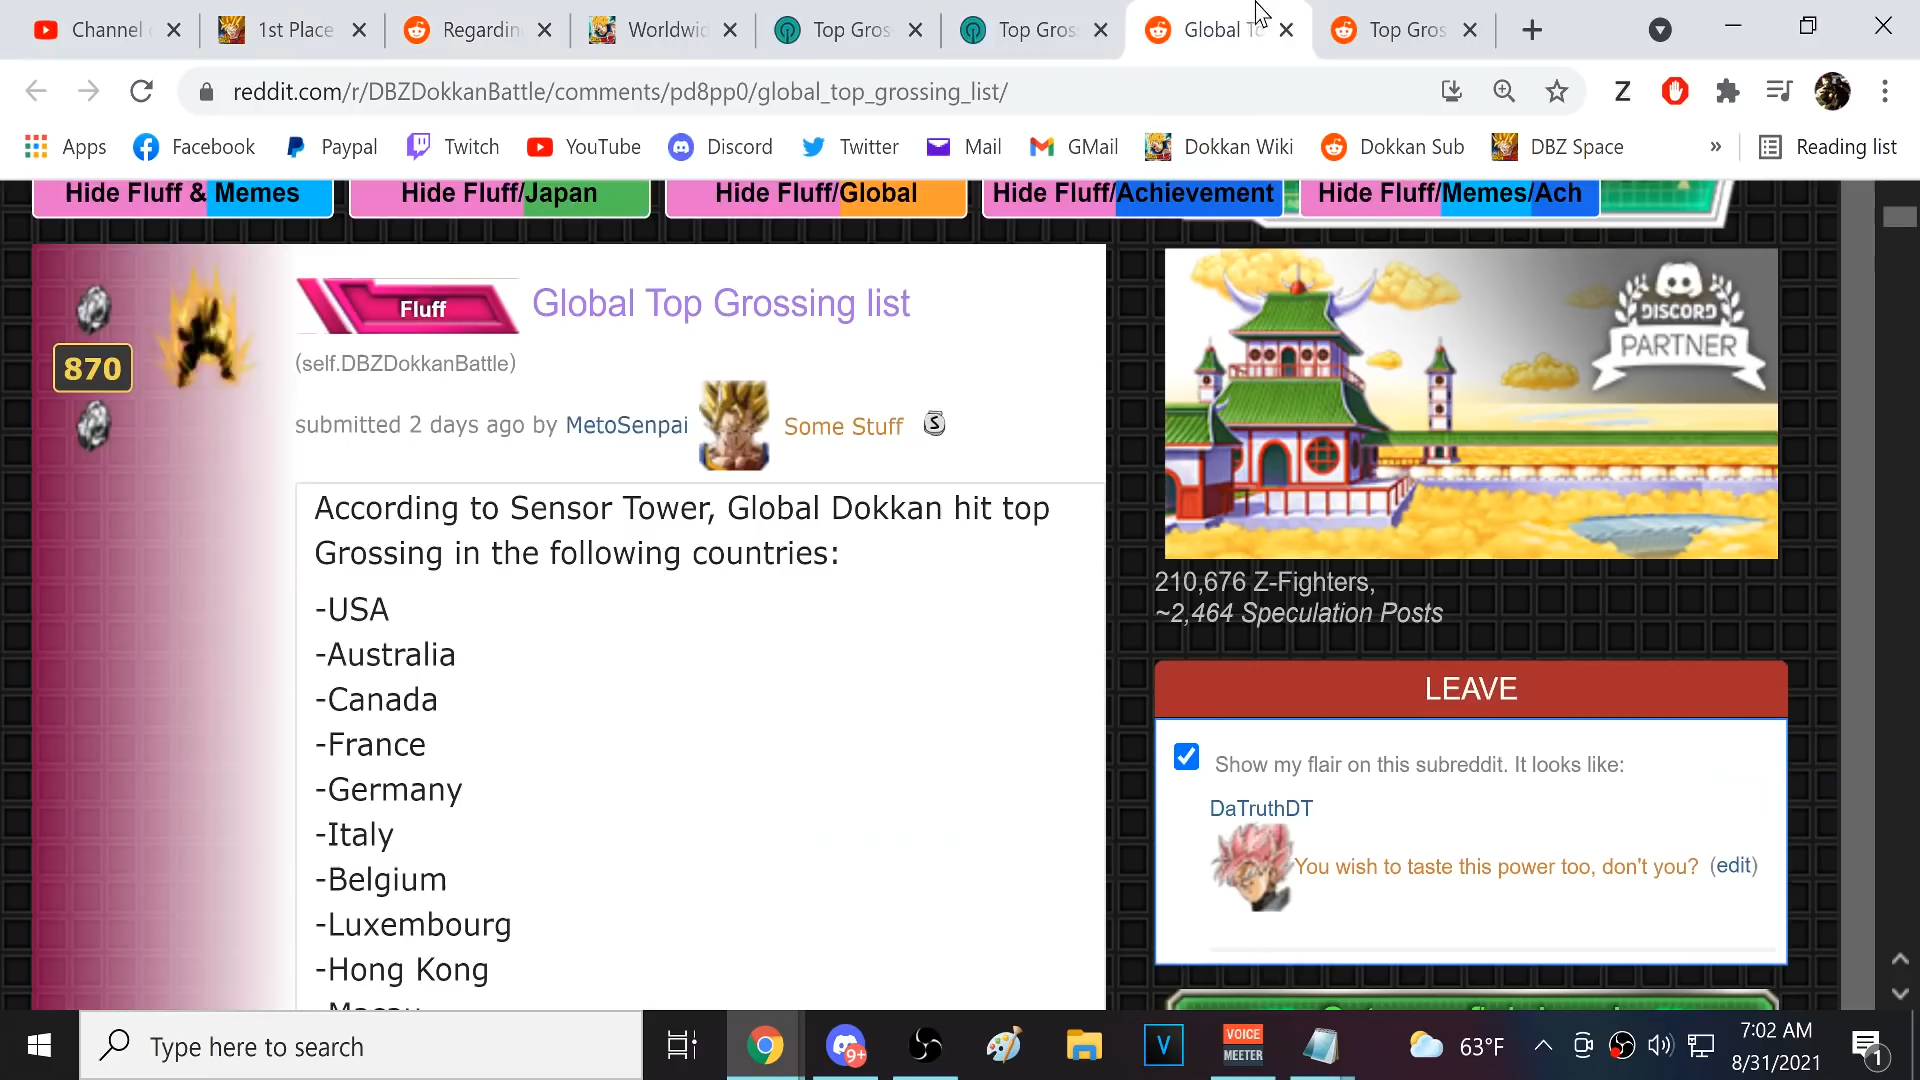 Channel
1st Place
Regardin
Worldwid
Top Gros
Top Gros
Global To
Top Gros
reddit.com/r/DBZDokkanBattle/comments/pd8pp0/global_top_grossing_list/
Z
Apps
Facebook
Paypal
Twitch
YouTube
Discord
Twitter
Mail
GMail
Dokkan Wiki
Dokkan Sub
DBZ Space
»
Reading list
Hide Fluff & Memes
Hide Fluff/Japan
Hide Fluff/Global
Hide Fluff/Achievement
Hide Fluff/Memes/Ach
Fluff
Global Top Grossing list
(self.DBZDokkanBattle)
870
submitted 2 days ago by MetoSenpai
Some Stuff
S
According to Sensor Tower, Global Dokkan hit top
Grossing in the following countries:
-USA
-Australia
-Canada
-France
-Germany
-Italy
-Belgium
-Luxembourg
-Hong Kong
-Macau
DISCORD
PARTNER
210,676 Z-Fighters,
~2,464 Speculation Posts
LEAVE
Show my flair on this subreddit. It looks like:
DaTruthDT
You wish to taste this power too, don't you? (edit)
Type here to search
9+
V
VOICE
MEETER
63°F
7:02 AM
8/31/2021
1